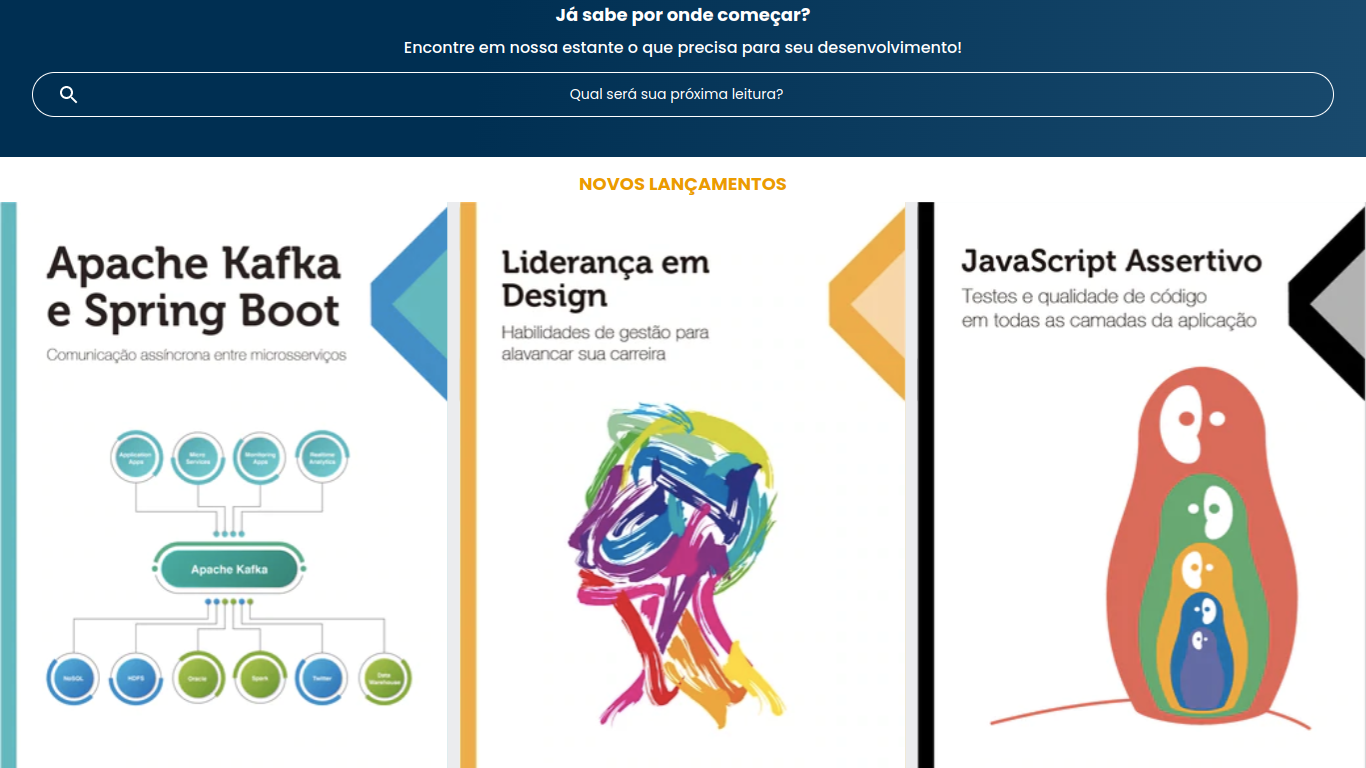 Já sabe por onde começar?
Encontre em nossa estante o que precisa para seu desenvolvimento!
Qual será sua próxima leitura?
NOVOS LANÇAMENTOS
Apache Kafka
e Spring Boot
Comunicação assíncrona entre microsserviços
Application
Apps
Micro
Services
Monitoring
Apps
Realtime
Analytics
Apache Kafka
NoSQL
HDFS
Oracle
Spark
Twitter
Data
Warehouse
Liderança em
Design
Habilidades de gestão para
alavancar sua carreira
JavaScript Assertivo
Testes e qualidade de código
em todas as camadas da aplicação